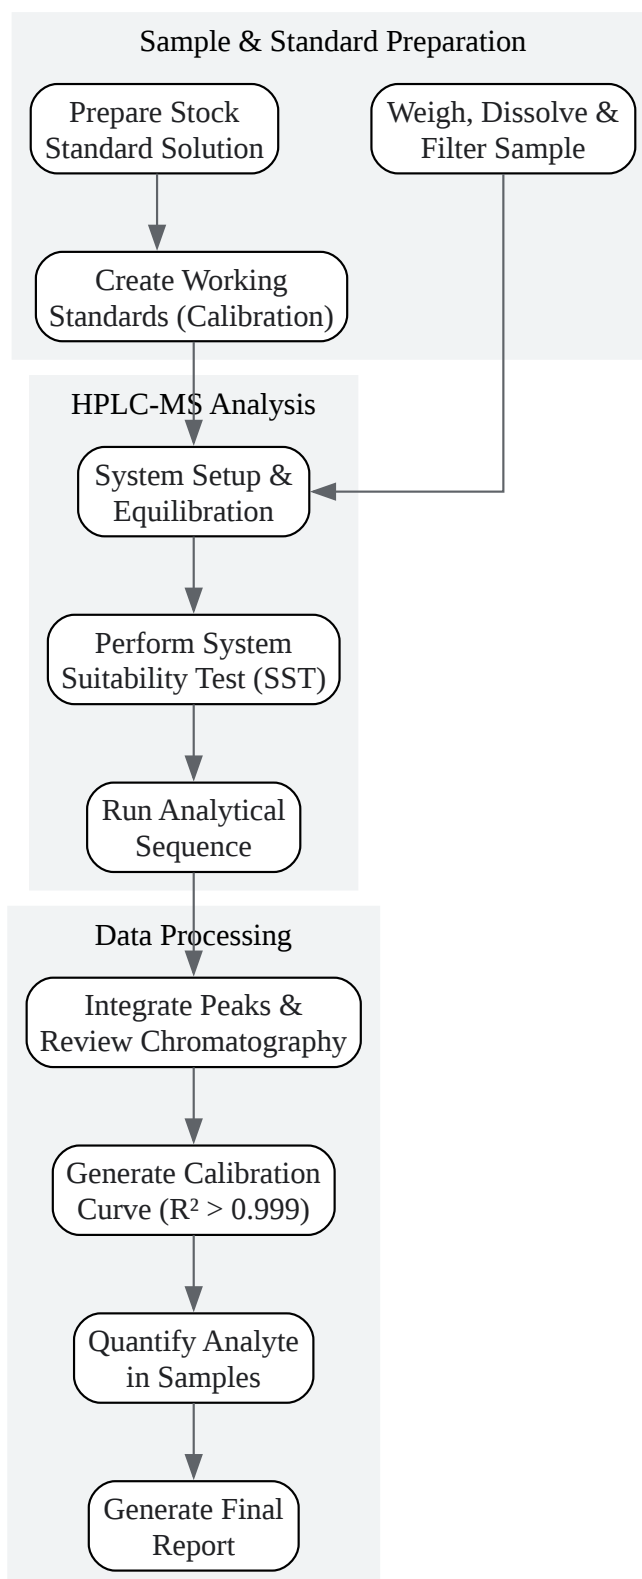 Sample & Standard Preparation
Prepare Stock
Standard Solution
Weigh, Dissolve &
Filter Sample
Create Working
Standards (Calibration)
HPLC-MS Analysis
System Setup &
Equilibration
Perform System
Suitability Test (SST)
Run Analytical
Sequence
Data Processing
Integrate Peaks &
Review Chromatography
Generate Calibration
Curve (R² > 0.999)
Quantify Analyte
in Samples
Generate Final
Report